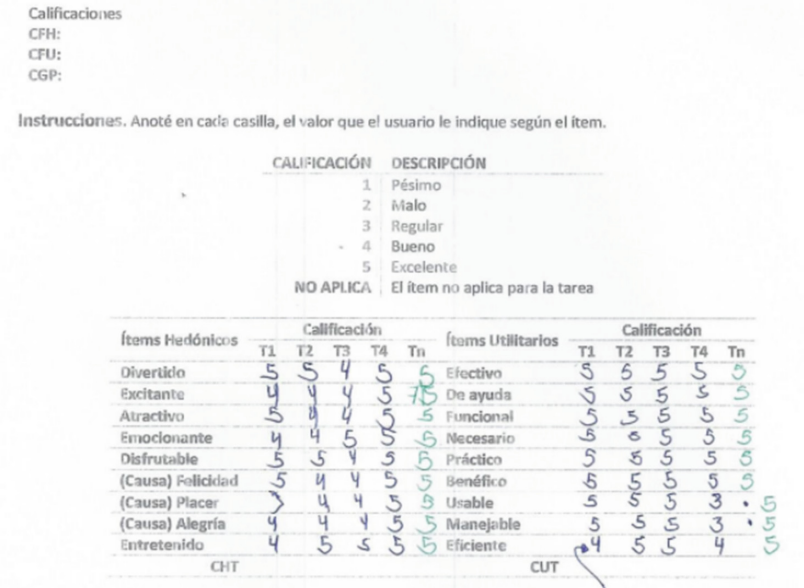 Calificaciones
CFH:
CFU:
CGP:
Instrucciones. Anoté en cada casilla, el valor que el usuario le indique según el ítem.
CALIFICACIÓN DESCRIPCIÓN
1 Pésimo
2 Malo
3 Regular
4 Bueno
5 Excelente
NO APLICA El ítem no aplica para la tarea
Ítems Hedónicos Calificación Ítems Utilitarios Calificación
T1 T2 T3 T4 Tn T1 T2 T3 T4 Tn
Divertido 5 5 4 5 5 Efectivo 5 5 5 5 5
Excitante 4 4 4 5 5 De ayuda 5 5 5 5 5
Atractivo 5 4 4 5 5 Funcional 5 5 5 5 5
Emocionante 4 4 5 5 5 Necesario 5 5 5 5 5
Disfrutable 5 5 4 5 5 Práctico 5 5 5 5 5
(Causa) Felicidad 5 4 4 5 5 Benéfico 5 5 5 5 5
(Causa) Placer 4 4 5 5 Usable 5 5 5 3 5
(Causa) Alegría 4 4 4 5 5 Manejable 5 5 5 3 5
Entretenido 4 5 5 5 5 Eficiente 4 5 5 4 5
CHT CUT